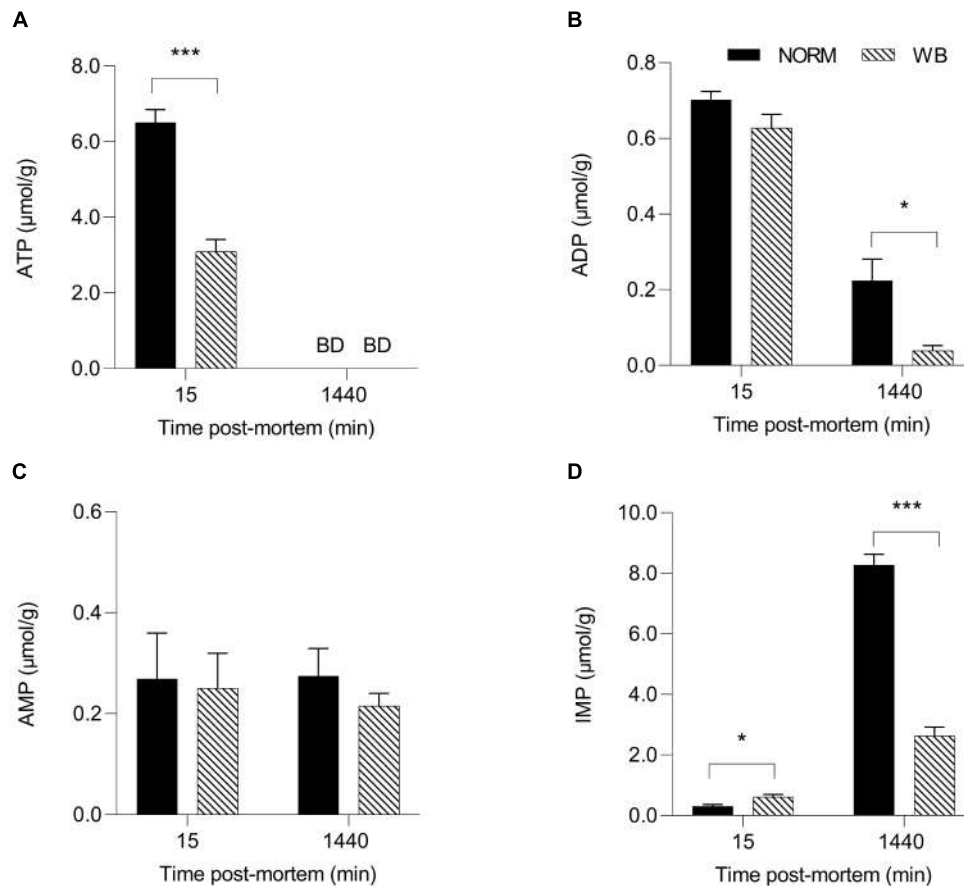 A
***
8.0
6.0
4.0
2.0
0.0
ATP (µmol/g)
BD BD
15 1440
Time post-mortem (min)
B
NORM WB
0.8
0.6
0.4
0.2
0.0
ADP (µmol/g)
*
15 1440
Time post-mortem (min)
C
0.6
0.4
0.2
0.0
AMP (µmol/g)
15 1440
Time post-mortem (min)
D
10.0
8.0
6.0
4.0
2.0
0.0
IMP (µmol/g)
***
*
15 1440
Time post-mortem (min)